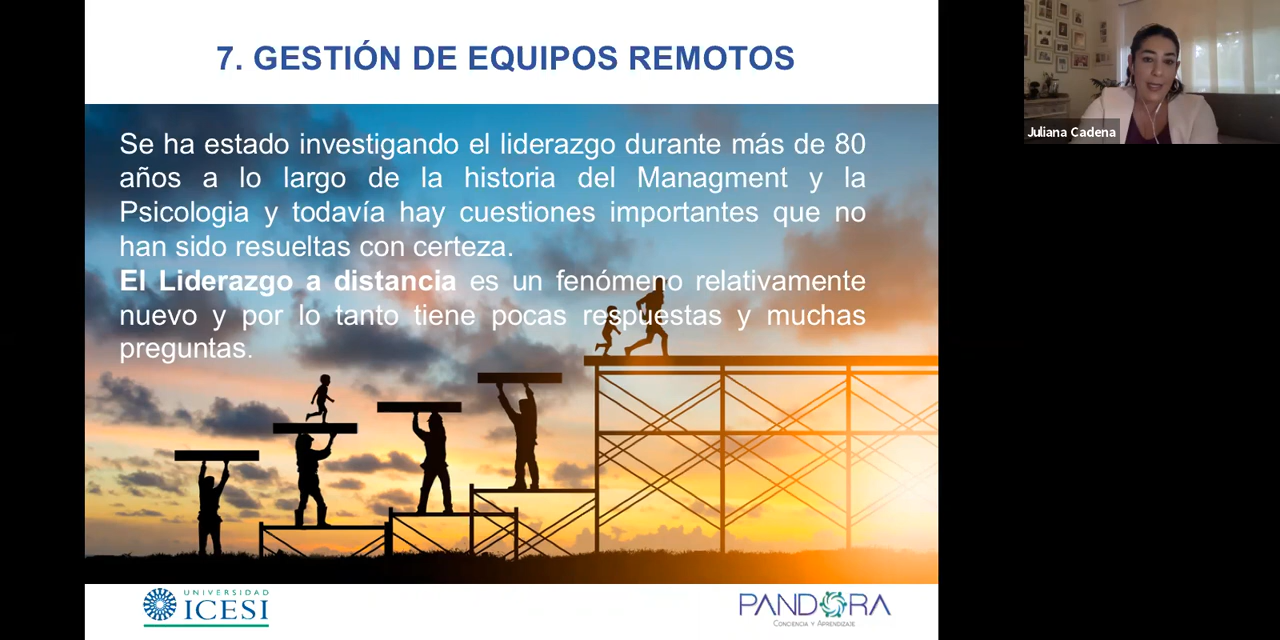 7. GESTIÓN DE EQUIPOS REMOTOS
Se ha estado investigando el liderazgo durante más de 80
años a lo largo de la historia del Managment y la
Psicologia y todavía hay cuestiones importantes que no
han sido resueltas con certeza.
El Liderazgo a distancia es un fenómeno relativamente
nuevo y por lo tanto tiene pocas respuestas y muchas
preguntas.
Juliana Cadena
UNIVERSIDAD
ICESI
PANDORA
Conciencia y Aprendizaje